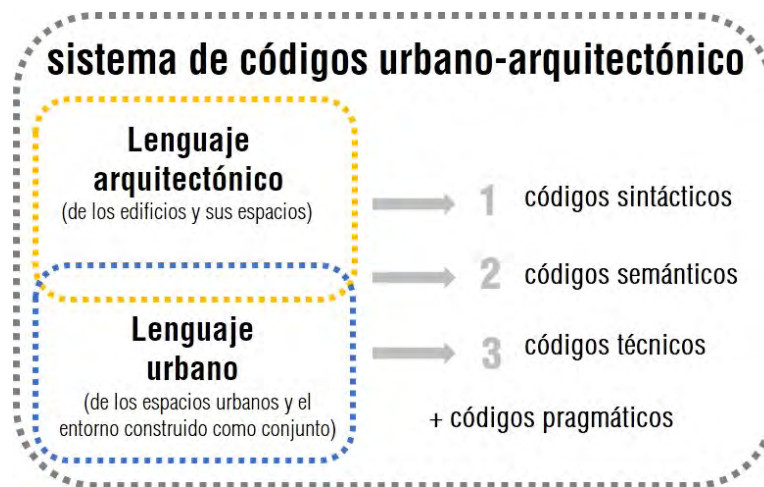 sistema de códigos urbano-arquitectónico
Lenguaje
arquitectónico
(de los edificios y sus espacios)
Lenguaje
urbano
(de los espacios urbanos y el
entorno construido como conjunto)
1 códigos sintácticos
2 códigos semánticos
3 códigos técnicos
+ códigos pragmáticos